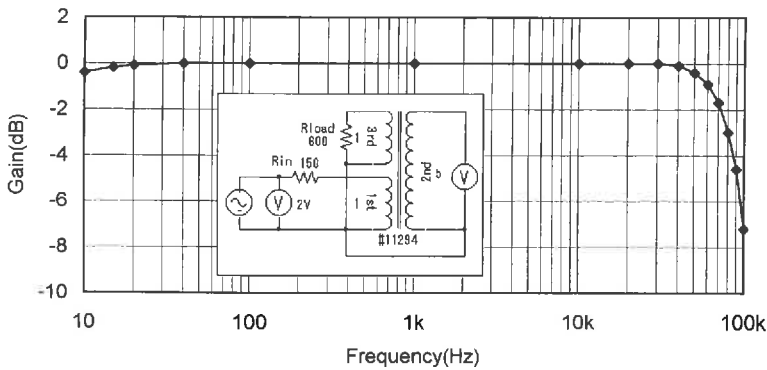 2
0
-2
-4
-6
-8
-10
Gain(dB)
Rload
600
1
3rd
Rin 150
2V
1
1st
2nd
5
V
V
#11294
10
100
1k
10k
100k
Frequency(Hz)